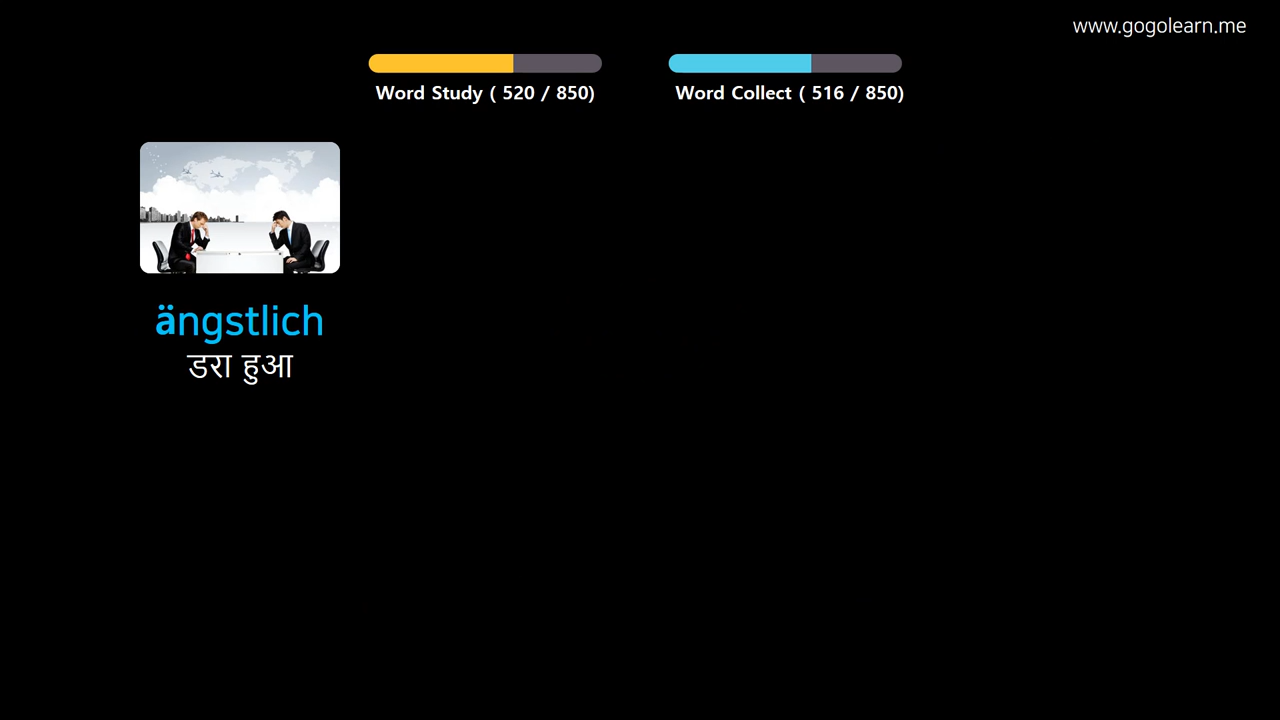 www.gogolearn.me
Word Study ( 520 / 850)
Word Collect ( 516 / 850)
ängstlich
डरा हुआ